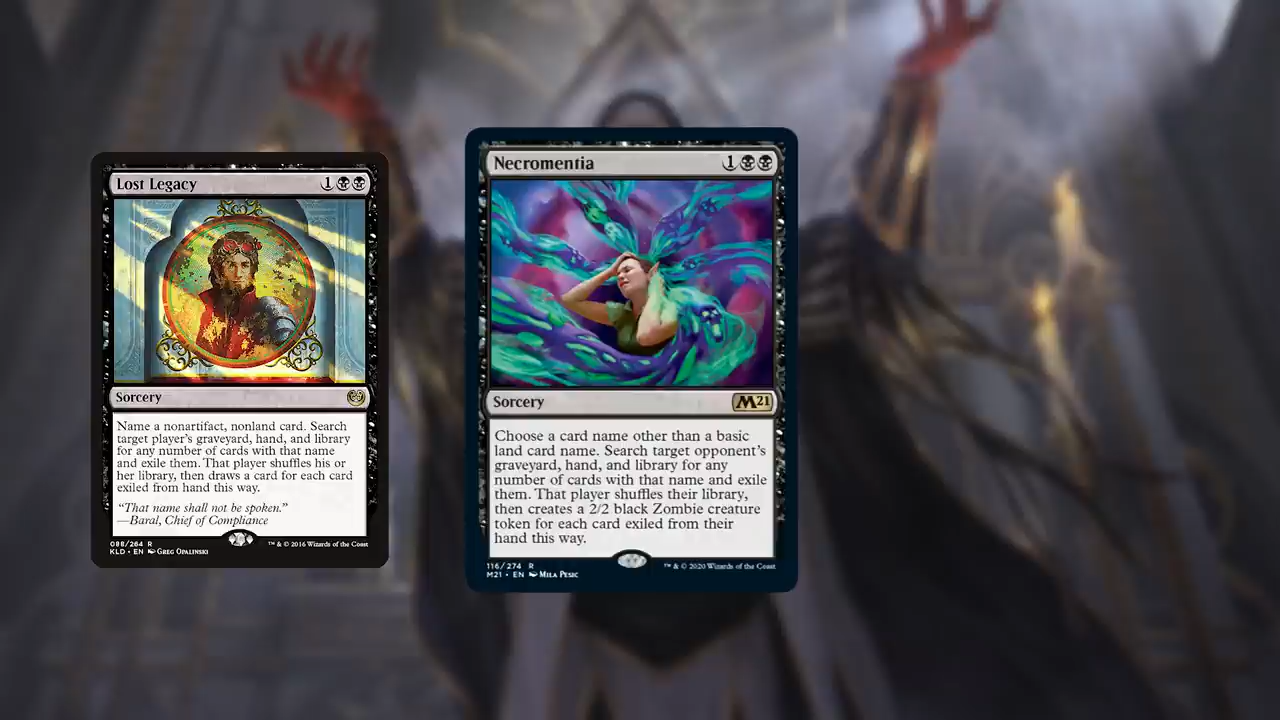 Lost Legacy 1
Sorcery
Name a nonartifact, nonland card. Search
target player's graveyard, hand, and library
for any number of cards with that name
and exile them. That player shuffles his or
her library, then draws a card for each card
exiled from hand this way.
"That name shall not be spoken."
—Baral, Chief of Compliance
088/264 R
KLD • EN Greg Opalinski
™ & © 2016 Wizards of the Coast
Necromentia 1
Sorcery M21
Choose a card name other than a basic
land card name. Search target opponent's
graveyard, hand, and library for any
number of cards with that name and exile
them. That player shuffles their library,
then creates a 2/2 black Zombie creature
token for each card exiled from their
hand this way.
116/274 R
M21 • EN Mila Pesic
™ & © 2020 Wizards of the Coast